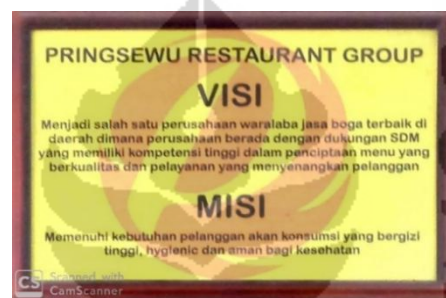 PRINGSEWU RESTAURANT GROUP
VISI
Menjadi salah satu perusahaan waralaba jasa boga terbaik di
daerah dimana perusahaan berada dengan dukungan SDM
yang memiliki kompetensi tinggi dalam penciptaan menu yang
berkualitas dan pelayanan yang menyenangkan pelanggan
MISI
Memenuhi kebutuhan pelanggan akan konsumsi yang bergizi
tinggi, hygienic dan aman bagi kesehatan
CS Scanned with
CamScanner